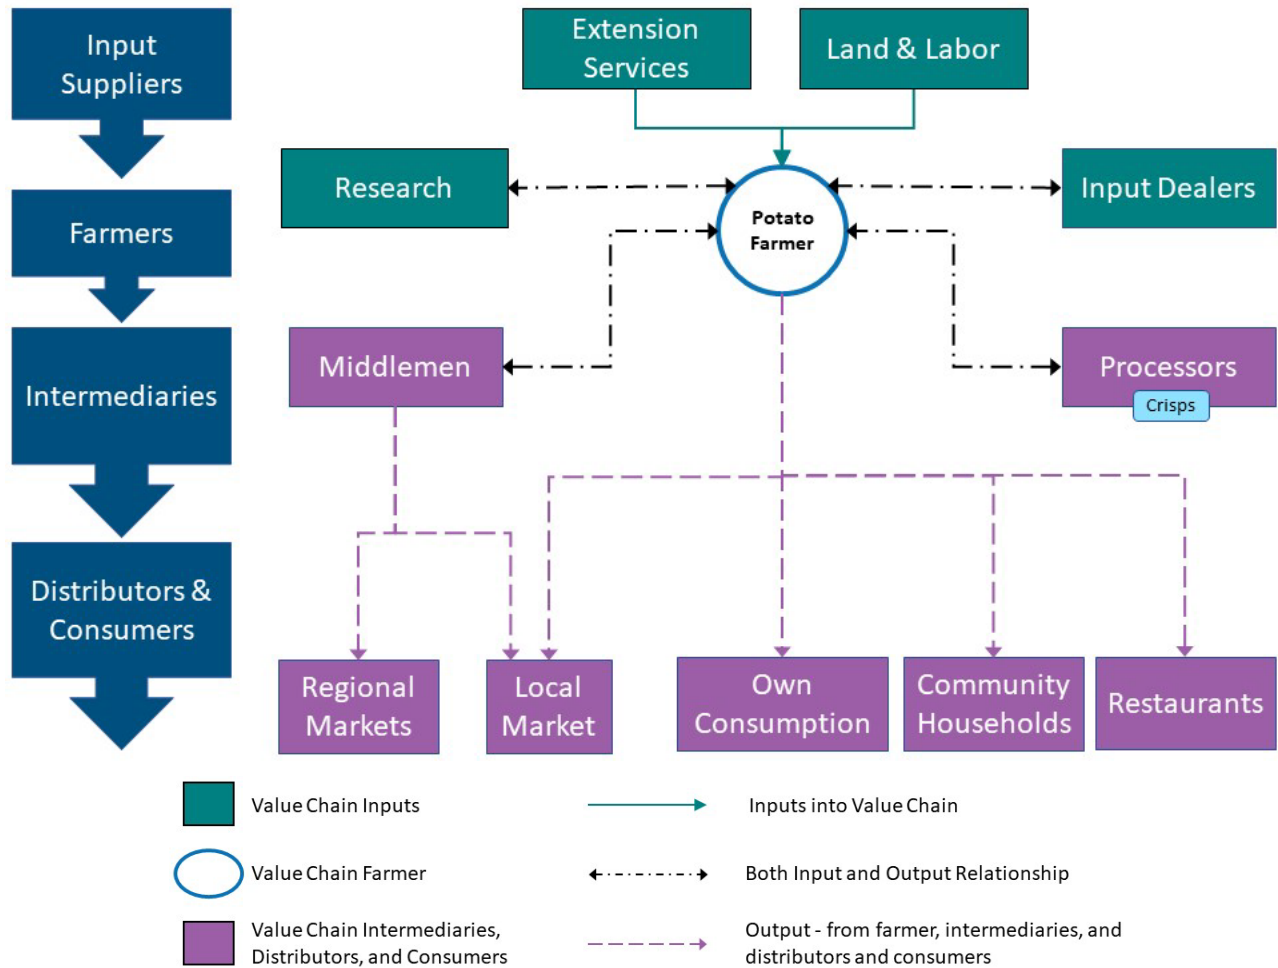 Input
Suppliers
Farmers
Intermediaries
Distributors &
Consumers
Extension
Services
Land & Labor
Research
Potato
Farmer
Input Dealers
Middlemen
Processors
Crisps
Regional
Markets
Local
Market
Own
Consumption
Community
Households
Restaurants
Value Chain Inputs
Inputs into Value Chain
Value Chain Farmer
Both Input and Output Relationship
Value Chain Intermediaries,
Distributors, and Consumers
Output - from farmer, intermediaries, and
distributors and consumers